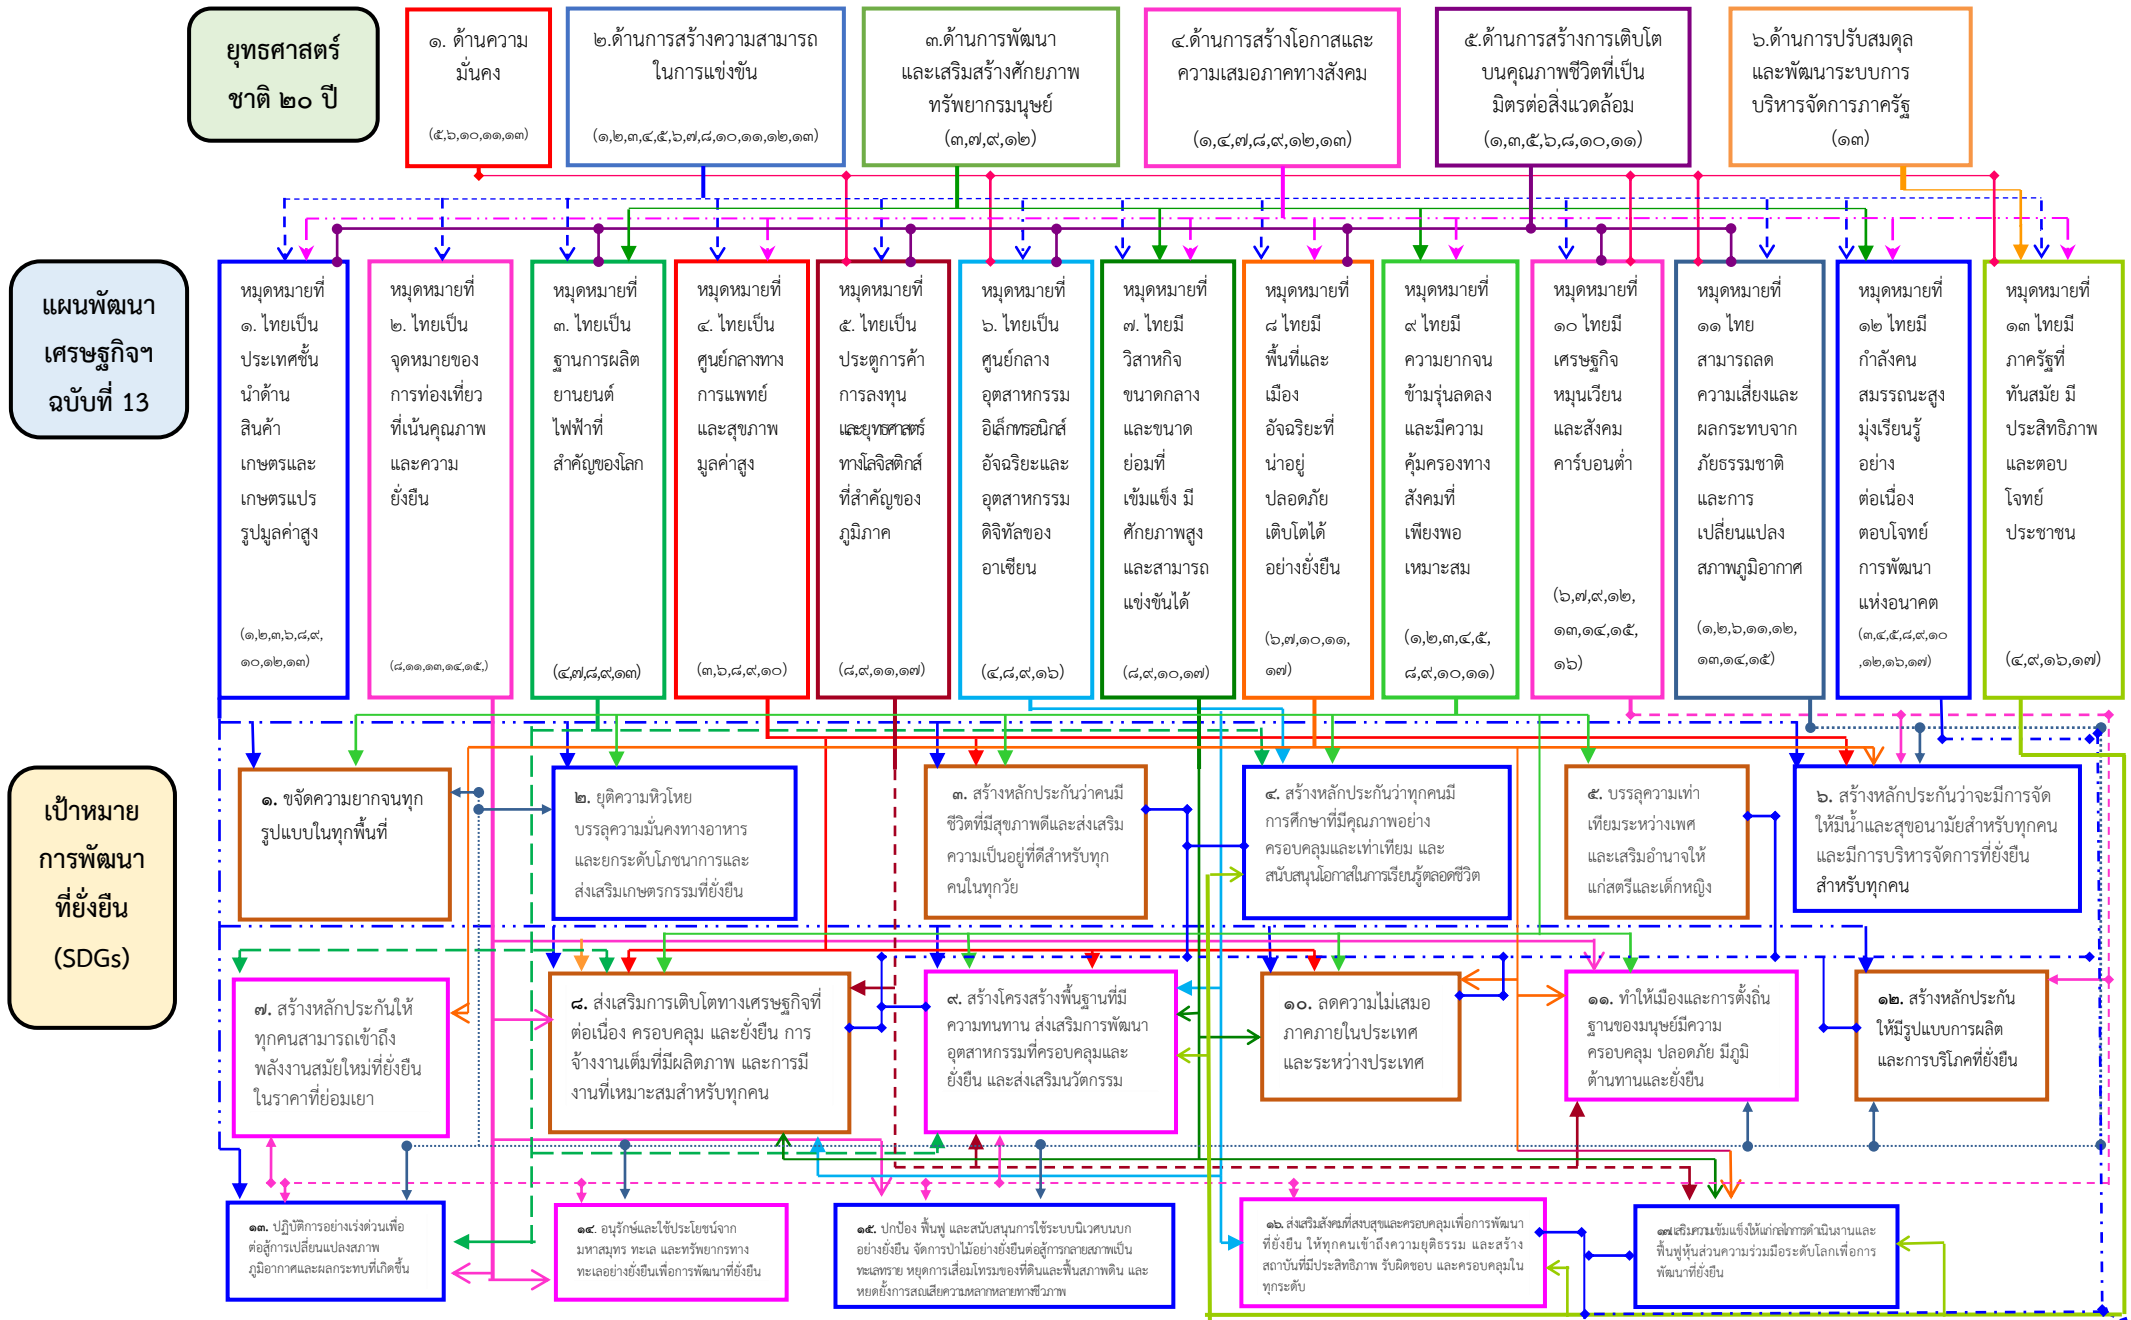 ยุทธศาสตร์
ชาติ ๒๐ ปี
๑. ด้านความ
มั่นคง
(๕,๖,๑๐,๑๑,๑๓)
๒.ด้านการสร้างความสามารถ
ในการแข่งขัน
(๑,๒,๓,๔,๕,๖,๗,๘,๑๐,๑๑,๑๒,๑๓)
๓.ด้านการพัฒนา
และเสริมสร้างศักยภาพ
ทรัพยากรมนุษย์
(๓,๗,๙,๑๒)
๔.ด้านการสร้างโอกาสและ
ความเสมอภาคทางสังคม
(๑,๔,๗,๘,๙,๑๒,๑๓)
๕.ด้านการสร้างการเติบโต
บนคุณภาพชีวิตที่เป็น
มิตรต่อสิ่งแวดล้อม
(๑,๓,๕,๖,๘,๑๐,๑๑)
๖.ด้านการปรับสมดุล
และพัฒนาระบบการ
บริหารจัดการภาครัฐ
(๑๓)
แผนพัฒนา
เศรษฐกิจฯ
ฉบับที่ 13
หมุดหมายที่
๑. ไทยเป็น
ประเทศชั้น
นำด้าน
สินค้า
เกษตรและ
เกษตรแปร
รูปมูลค่าสูง
(๑,๒,๓,๖,๘,๙,
๑๐,๑๒,๑๓)
หมุดหมายที่
๒. ไทยเป็น
จุดหมายของ
การท่องเที่ยว
ที่เน้นคุณภาพ
และความ
ยั่งยืน
(๘,๑๑,๑๓,๑๔,๑๕,)
หมุดหมายที่
๓. ไทยเป็น
ฐานการผลิต
ยานยนต์
ไฟฟ้าที่
สำคัญของโลก
(๔,๗,๘,๙,๑๓)
หมุดหมายที่
๔. ไทยเป็น
ศูนย์กลางทาง
การแพทย์
และสุขภาพ
มูลค่าสูง
(๓,๖,๘,๙,๑๐)
หมุดหมายที่
๕. ไทยเป็น
ประตูการค้า
การลงทุน
และยุทธศาสตร์
ทางโลจิสติกส์
ที่สำคัญของ
ภูมิภาค
(๘,๙,๑๑,๑๗)
หมุดหมายที่
๖. ไทยเป็น
ศูนย์กลาง
อุตสาหกรรม
อิเล็กทรอนิกส์
อัจฉริยะและ
อุตสาหกรรม
ดิจิทัลของ
อาเซียน
(๔,๘,๙,๑๖)
หมุดหมายที่
๗. ไทยมี
วิสาหกิจ
ขนาดกลาง
และขนาด
ย่อมที่
เข้มแข็ง มี
ศักยภาพสูง
และสามารถ
แข่งขันได้
(๘,๙,๑๐,๑๗)
หมุดหมายที่
๘ ไทยมี
พื้นที่และ
เมือง
อัจฉริยะที่
น่าอยู่
ปลอดภัย
เติบโตได้
อย่างยั่งยืน
(๖,๗,๑๐,๑๑,
๑๗)
หมุดหมายที่
๙ ไทยมี
ความยากจน
ข้ามรุ่นลดลง
และมีความ
คุ้มครองทาง
สังคมที่
เพียงพอ
เหมาะสม
(๑,๒,๓,๔,๕,
๘,๙,๑๐,๑๑)
หมุดหมายที่
๑๐ ไทยมี
เศรษฐกิจ
หมุนเวียน
และสังคม
คาร์บอนต่ำ
(๖,๗,๙,๑๒,
๑๓,๑๔,๑๕,
๑๖)
หมุดหมายที่
๑๑ ไทย
สามารถลด
ความเสี่ยงและ
ผลกระทบจาก
ภัยธรรมชาติ
และการ
เปลี่ยนแปลง
สภาพภูมิอากาศ
(๑,๒,๖,๑๑,๑๒,
๑๓,๑๔,๑๕)
หมุดหมายที่
๑๒ ไทยมี
กำลังคน
สมรรถนะสูง
มุ่งเรียนรู้
อย่าง
ต่อเนื่อง
ตอบโจทย์
การพัฒนา
แห่งอนาคต
(๓,๔,๕,๘,๙,๑๐
,๑๒,๑๖,๑๗)
หมุดหมายที่
๑๓ ไทยมี
ภาครัฐที่
ทันสมัย มี
ประสิทธิภาพ
และตอบ
โจทย์
ประชาชน
(๔,๙,๑๖,๑๗)
เป้าหมาย
การพัฒนา
ที่ยั่งยืน
(SDGs)
๑. ขจัดความยากจนทุก
รูปแบบในทุกพื้นที่
๒. ยุติความหิวโหย
บรรลุความมั่นคงทางอาหาร
และยกระดับโภชนาการและ
ส่งเสริมเกษตรกรรมที่ยั่งยืน
๓. สร้างหลักประกันว่าคนมี
ชีวิตที่มีสุขภาพดีและส่งเสริม
ความเป็นอยู่ที่ดีสำหรับทุก
คนในทุกวัย
๔. สร้างหลักประกันว่าทุกคนมี
การศึกษาที่มีคุณภาพอย่าง
ครอบคลุมและเท่าเทียม และ
สนับสนุนโอกาสในการเรียนรู้ตลอดชีวิต
๕. บรรลุความเท่า
เทียมระหว่างเพศ
และเสริมอำนาจให้
แก่สตรีและเด็กหญิง
๖. สร้างหลักประกันว่าจะมีการจัด
ให้มีน้ำและสุขอนามัยสำหรับทุกคน
และมีการบริหารจัดการที่ยั่งยืน
สำหรับทุกคน
๗. สร้างหลักประกันให้
ทุกคนสามารถเข้าถึง
พลังงานสมัยใหม่ที่ยั่งยืน
ในราคาที่ย่อมเยา
๘. ส่งเสริมการเติบโตทางเศรษฐกิจที่
ต่อเนื่อง ครอบคลุม และยั่งยืน การ
จ้างงานเต็มที่มีผลิตภาพ และการมี
งานที่เหมาะสมสำหรับทุกคน
๙. สร้างโครงสร้างพื้นฐานที่มี
ความทนทาน ส่งเสริมการพัฒนา
อุตสาหกรรมที่ครอบคลุมและ
ยั่งยืน และส่งเสริมนวัตกรรม
๑๐. ลดความไม่เสมอ
ภาคภายในประเทศ
และระหว่างประเทศ
๑๑. ทำให้เมืองและการตั้งถิ่น
ฐานของมนุษย์มีความ
ครอบคลุม ปลอดภัย มีภูมิ
ต้านทานและยั่งยืน
๑๒. สร้างหลักประกัน
ให้มีรูปแบบการผลิต
และการบริโภคที่ยั่งยืน
๑๓. ปฏิบัติการอย่างเร่งด่วนเพื่อ
ต่อสู้การเปลี่ยนแปลงสภาพ
ภูมิอากาศและผลกระทบที่เกิดขึ้น
๑๔. อนุรักษ์และใช้ประโยชน์จาก
มหาสมุทร ทะเล และทรัพยากรทาง
ทะเลอย่างยั่งยืนเพื่อการพัฒนาที่ยั่งยืน
๑๕. ปกป้อง ฟื้นฟู และสนับสนุนการใช้ระบบนิเวศบนบก
อย่างยั่งยืน จัดการป่าไม้อย่างยั่งยืนต่อสู้การกลายสภาพเป็น
ทะเลทราย หยุดการเสื่อมโทรมของที่ดินและฟื้นสภาพดิน และ
หยุดยั้งการสูญเสียความหลากหลายทางชีวภาพ
๑๖. ส่งเสริมสังคมที่สงบสุขและครอบคลุมเพื่อการพัฒนา
ที่ยั่งยืน ให้ทุกคนเข้าถึงความยุติธรรม และสร้าง
สถาบันที่มีประสิทธิภาพ รับผิดชอบ และครอบคลุมใน
ทุกระดับ
๑๗.เสริมความเข้มแข็งให้แก่กลไกการดำเนินงานและ
ฟื้นฟูหุ้นส่วนความร่วมมือระดับโลกเพื่อการ
พัฒนาที่ยั่งยืน